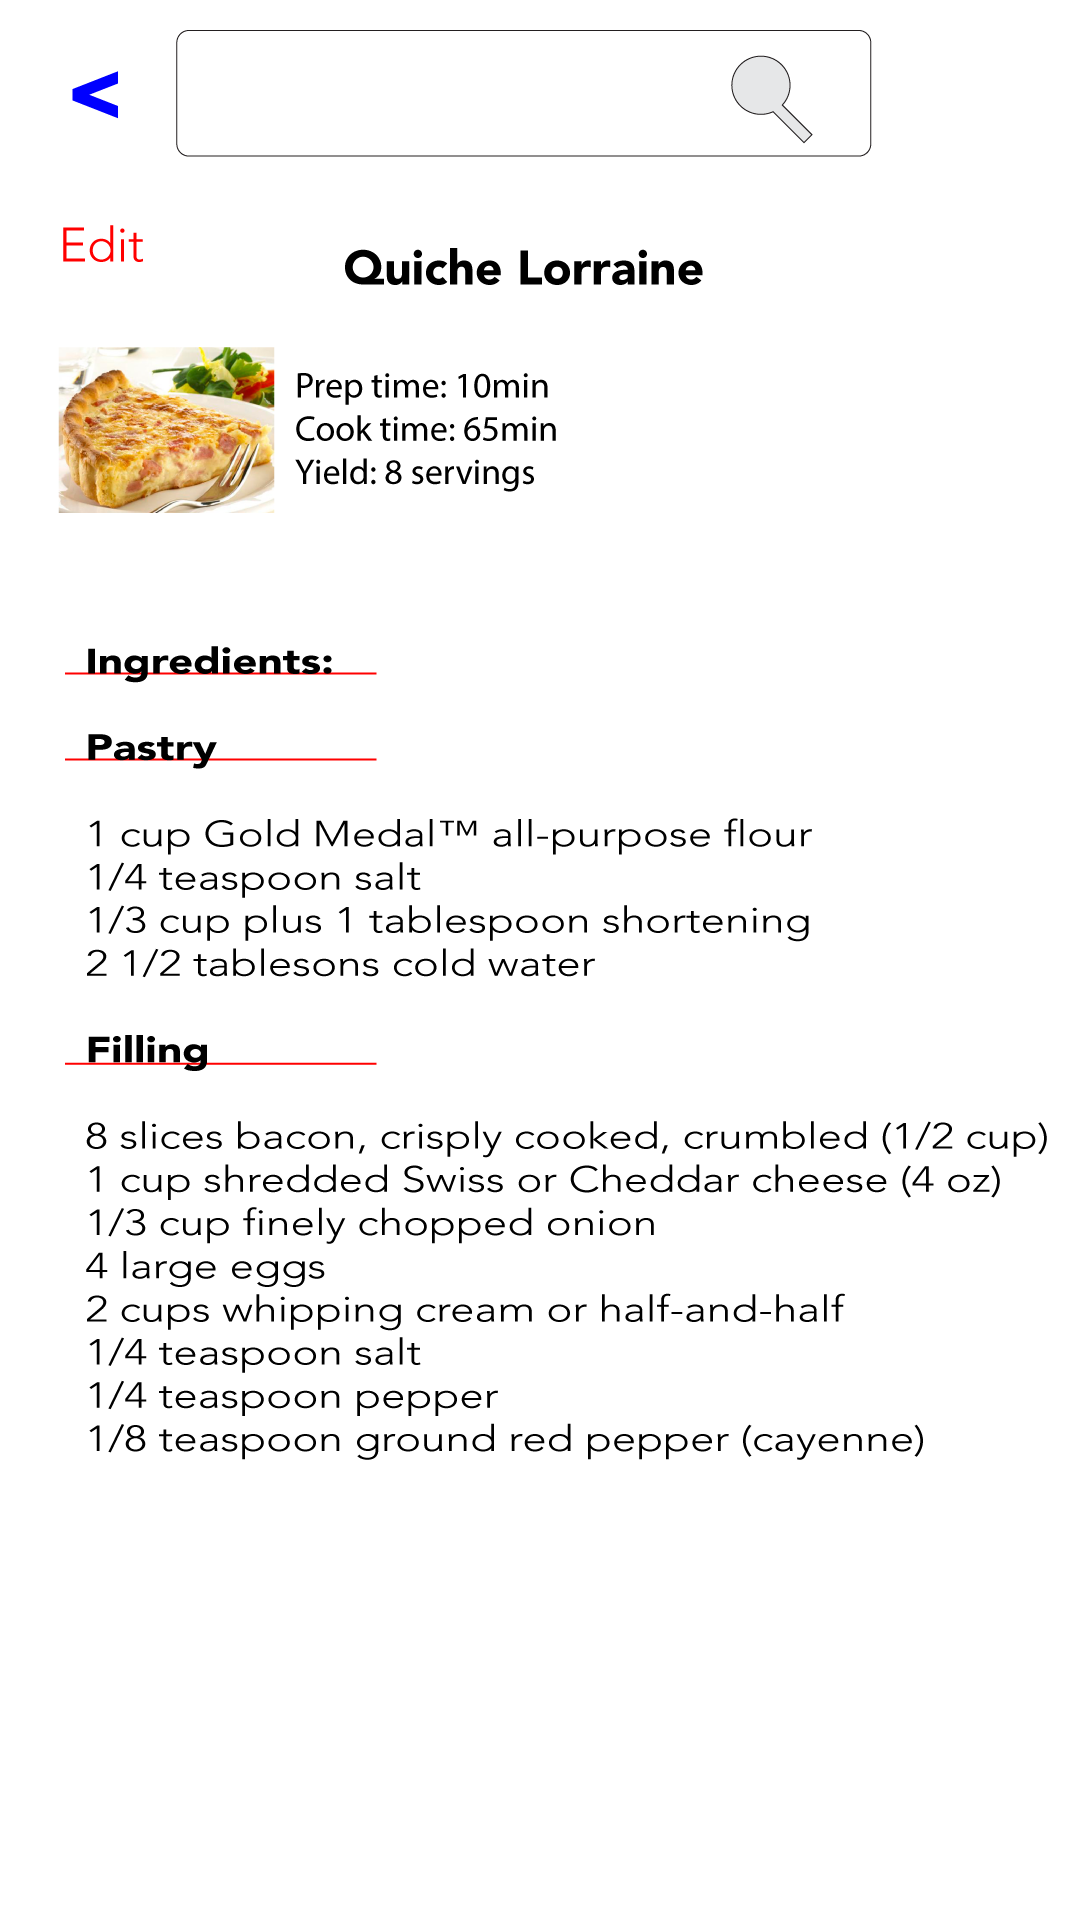 <
Edit
Quiche Lorraine
Prep time: 10min
Cook time: 65min
Yield: 8 servings
Ingredients:
Pastry
1 cup Gold Medal™ all-purpose flour
1/4 teaspoon salt
1/3 cup plus 1 tablespoon shortening
2 1/2 tablesons cold water
Filling
8 slices bacon, crisply cooked, crumbled (1/2 cup)
1 cup shredded Swiss or Cheddar cheese (4 oz)
1/3 cup finely chopped onion
4 large eggs
2 cups whipping cream or half-and-half
1/4 teaspoon salt
1/4 teaspoon pepper
1/8 teaspoon ground red pepper (cayenne)